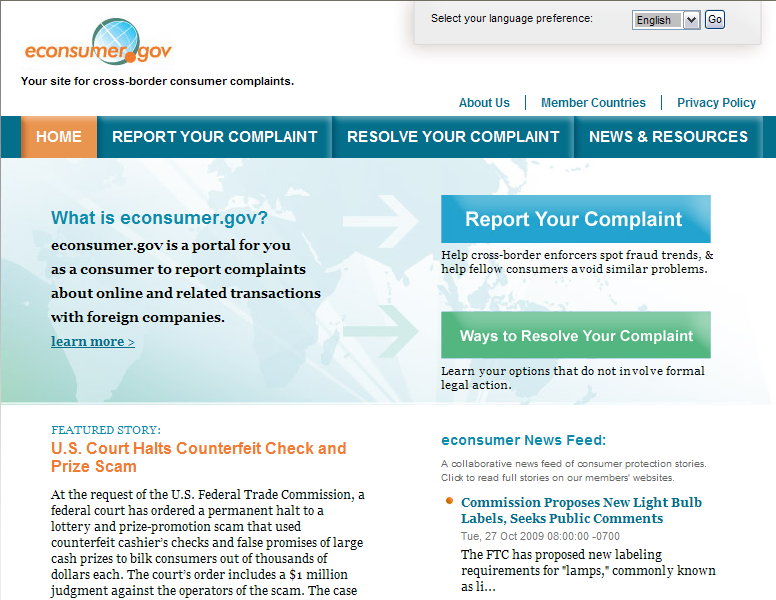 Select your language preference:
English
Go
econsumer.gov
Your site for cross-border consumer complaints.
About Us
Member Countries
Privacy Policy
HOME
REPORT YOUR COMPLAINT
RESOLVE YOUR COMPLAINT
NEWS & RESOURCES
What is econsumer.gov?
econsumer.gov is a portal for you
as a consumer to report complaints
about online and related transactions
with foreign companies.
learn more >
Report Your Complaint
Help cross-border enforcers spot fraud trends, &
help fellow consumers avoid similar problems.
Ways to Resolve Your Complaint
Learn your options that do not involve formal
legal action.
FEATURED STORY:
U.S. Court Halts Counterfeit Check and
Prize Scam
At the request of the U.S. Federal Trade Commission, a
federal court has ordered a permanent halt to a
lottery and prize-promotion scam that used
counterfeit cashier's checks and false promises of large
cash prizes to bilk consumers out of thousands of
dollars each. The court's order includes a $1 million
judgment against the operators of the scam. The case
econsumer News Feed:
A collaborative news feed of consumer protection stories.
Click to read full stories on our members' websites.
Commission Proposes New Light Bulb
Labels, Seeks Public Comments
Tue, 27 Oct 2009 08:00:00 -0700
The FTC has proposed new labeling
requirements for "lamps," commonly known
as li...